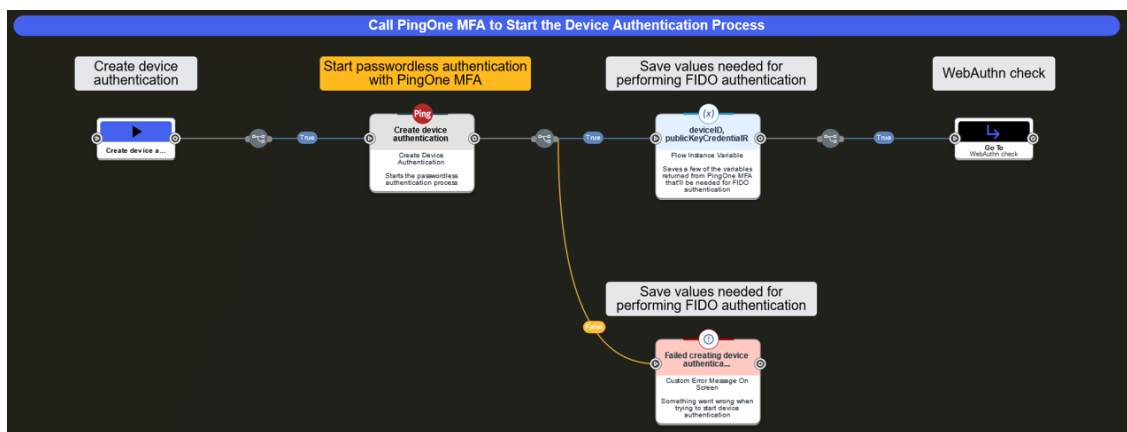 Call PingOne MFA to Start the Device Authentication Process
Create device
authentication
Start passwordless authentication
with PingOne MFA
Save values needed for
performing FIDO authentication
WebAuthn check
Create device a...
True
Ping
Create device
authentication
Create Device
Authentication
Starts the passwordless
authentication process
True
(x)
deviceID,
publicKeyCredentialR
Flow Instance Variable
Saves a few of the variables
returned from PingOne MFA
that'll be needed for FIDO
authentication
True
Go To
WebAuthn check
Save values needed for
performing FIDO authentication
False
Failed creating device
authentica...
Custom Error Message On
Screen
Something went wrong when
trying to start device
authentication